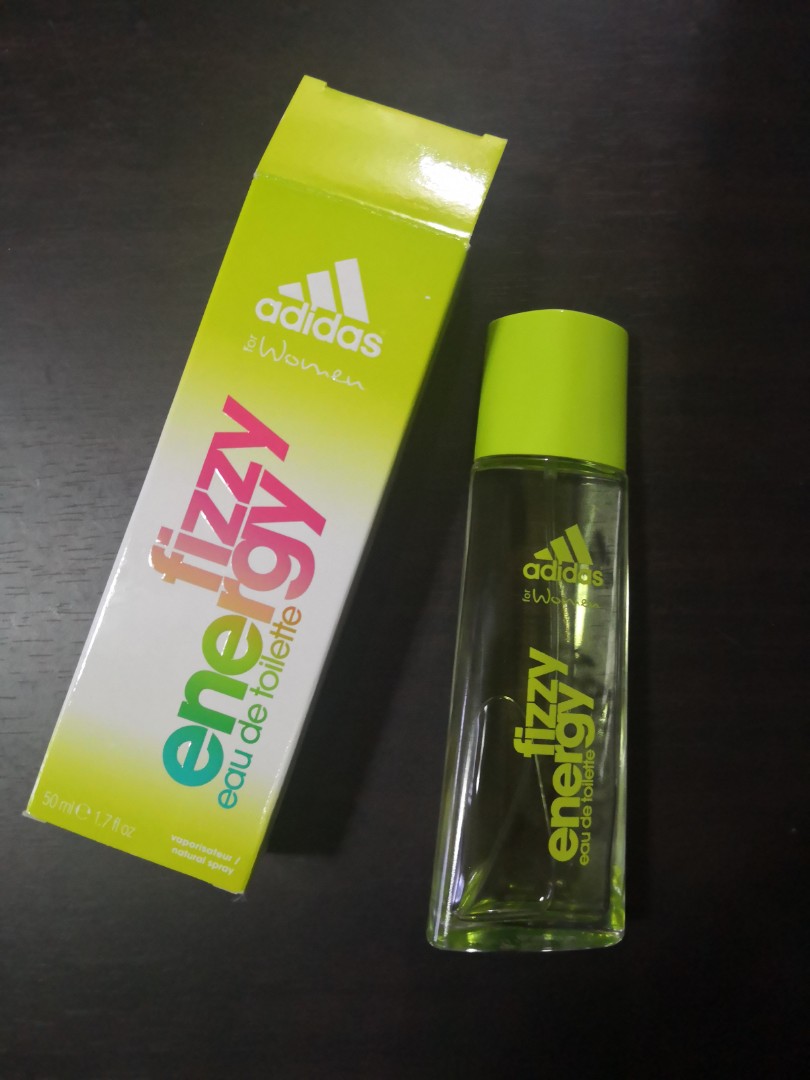 adidas
for Women
fizzy
energy
eau de toilette
50 ml e 1.7 fl oz
vaporisateur /
natural spray
adidas
for Women
fizzy
energy
eau de toilette